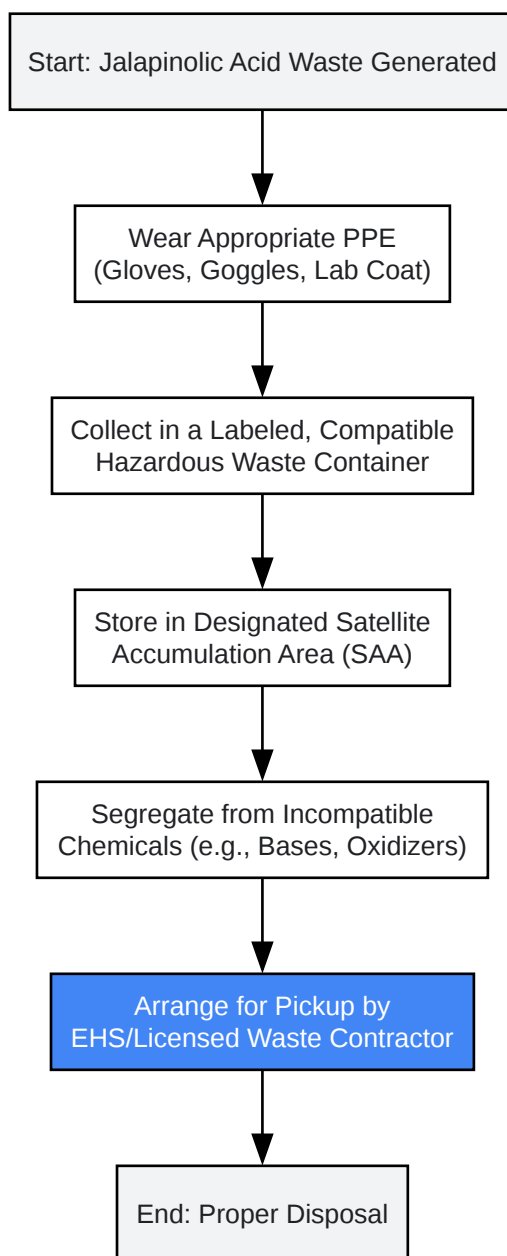 Start: Jalapinolic Acid Waste Generated
Wear Appropriate PPE
(Gloves, Goggles, Lab Coat)
Collect in a Labeled, Compatible
Hazardous Waste Container
Store in Designated Satellite
Accumulation Area (SAA)
Segregate from Incompatible
Chemicals (e.g., Bases, Oxidizers)
Arrange for Pickup by
EHS/Licensed Waste Contractor
End: Proper Disposal